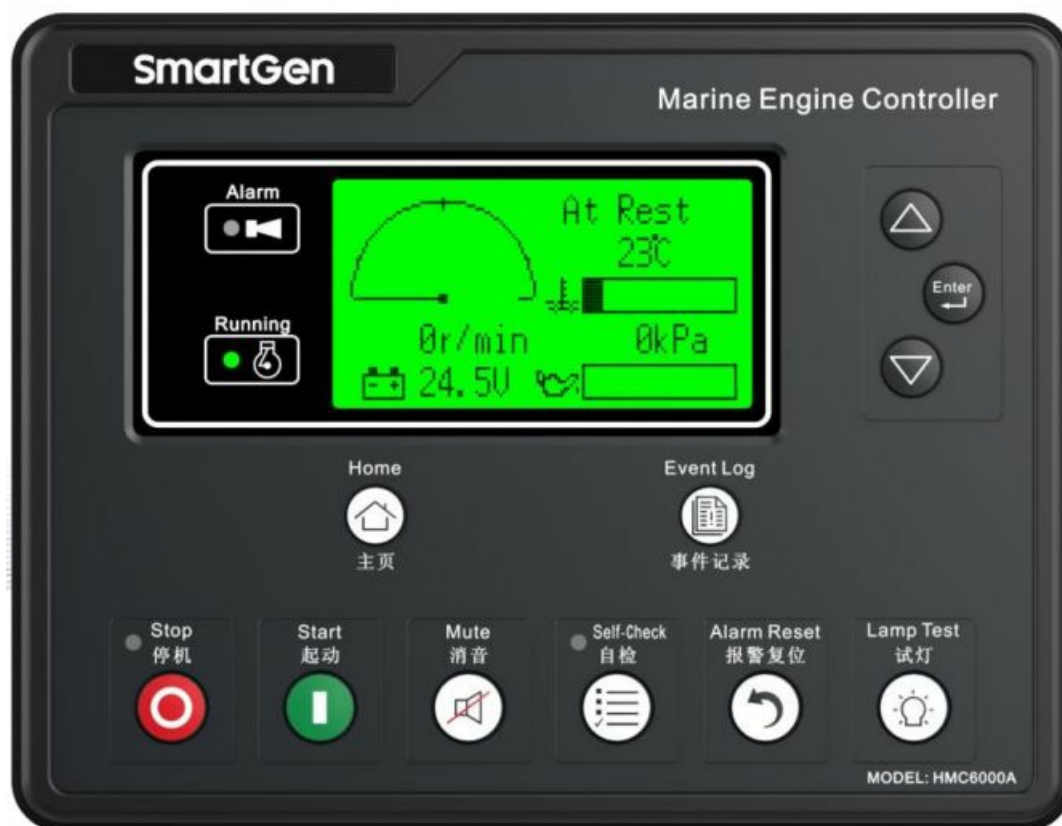 SmartGen
Marine Engine Controller
Alarm
At Rest
23℃
Running
0r/min
0kPa
24.5V
Enter
Home
主页
Event Log
事件记录
Stop
停机
Start
起动
Mute
消音
Self-Check
自检
Alarm Reset
报警复位
Lamp Test
试灯
MODEL: HMC6000A